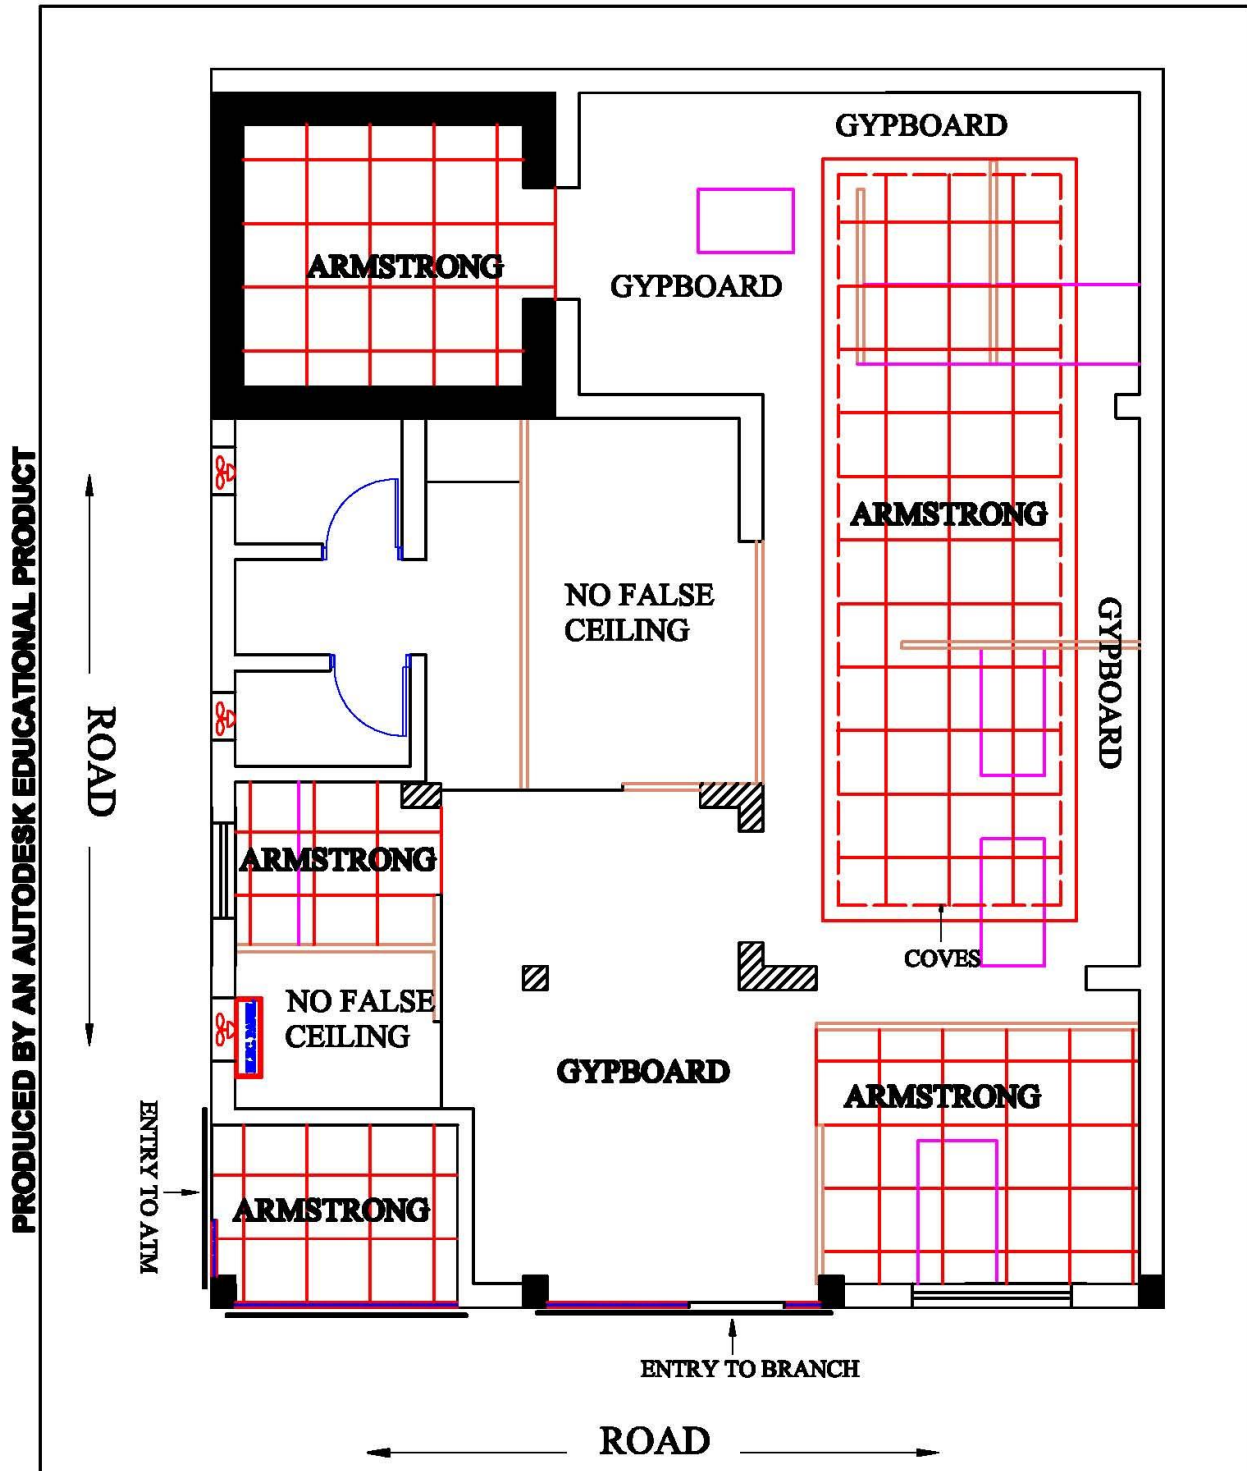 GYPBOARD
ARMSTRONG
GYPBOARD
PRODUCED BY AN AUTODESK EDUCATIONAL PRODUCT
ROAD
ARMSTRONG
NO FALSE
CEILING
GYPBOARD
ARMSTRONG
COVES
NO FALSE
CEILING
GYPBOARD
ARMSTRONG
ENTRY TO ATM
ARMSTRONG
ENTRY TO BRANCH
ROAD